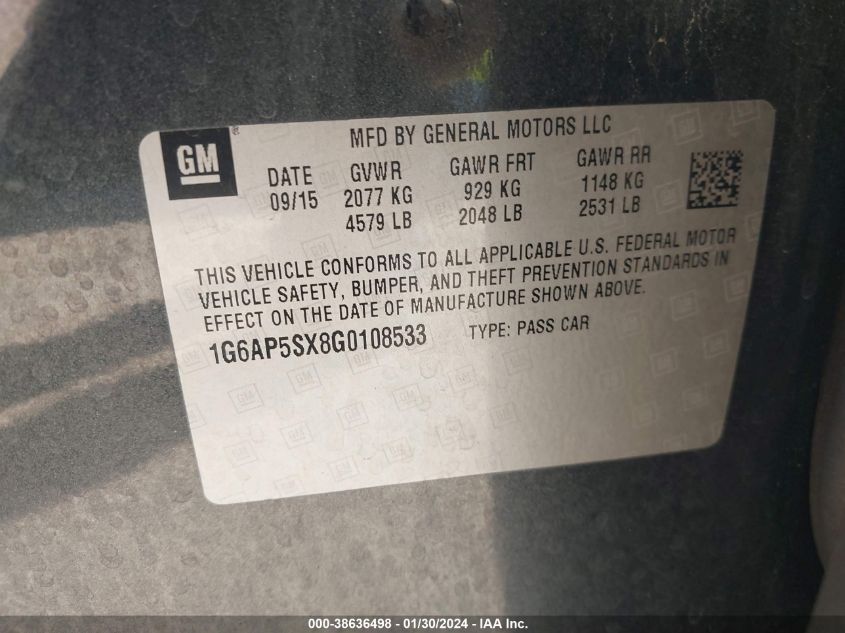 GM
MFD BY GENERAL MOTORS LLC
DATE GVWR GAWR FRT GAWR RR
09/15 2077 KG 929 KG 1148 KG
4579 LB 2048 LB 2531 LB
THIS VEHICLE CONFORMS TO ALL APPLICABLE U.S. FEDERAL MOTOR
VEHICLE SAFETY, BUMPER, AND THEFT PREVENTION STANDARDS IN
EFFECT ON THE DATE OF MANUFACTURE SHOWN ABOVE.
1G6AP5SX8G0108533 TYPE: PASS CAR
000-38636498 - 01/30/2024 - IAA Inc.